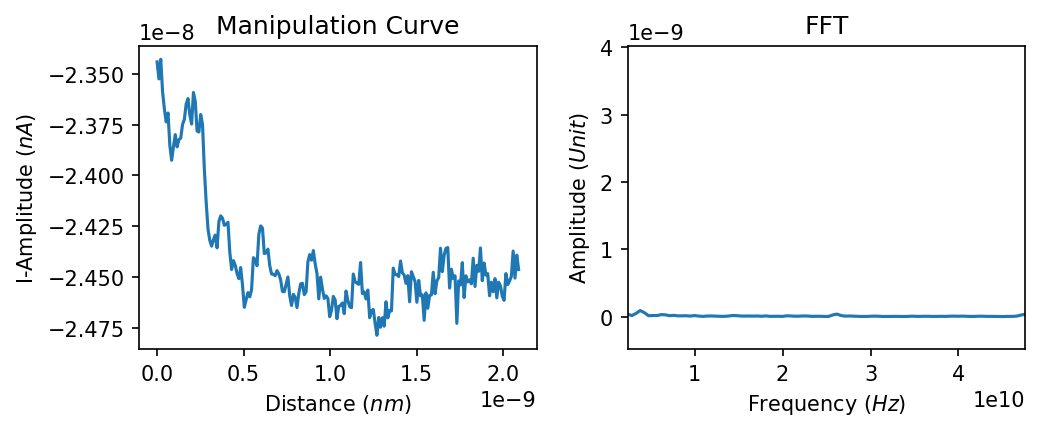 Manipulation Curve
1e−8
−2.350
−2.375
−2.400
−2.425
−2.450
−2.475
I-Amplitude (nA)
0.0
0.5
1.0
1.5
2.0
1e−9
Distance (nm)
FFT
1e−9
4
3
2
1
0
Amplitude (Unit)
1
2
3
4
1e10
Frequency (Hz)